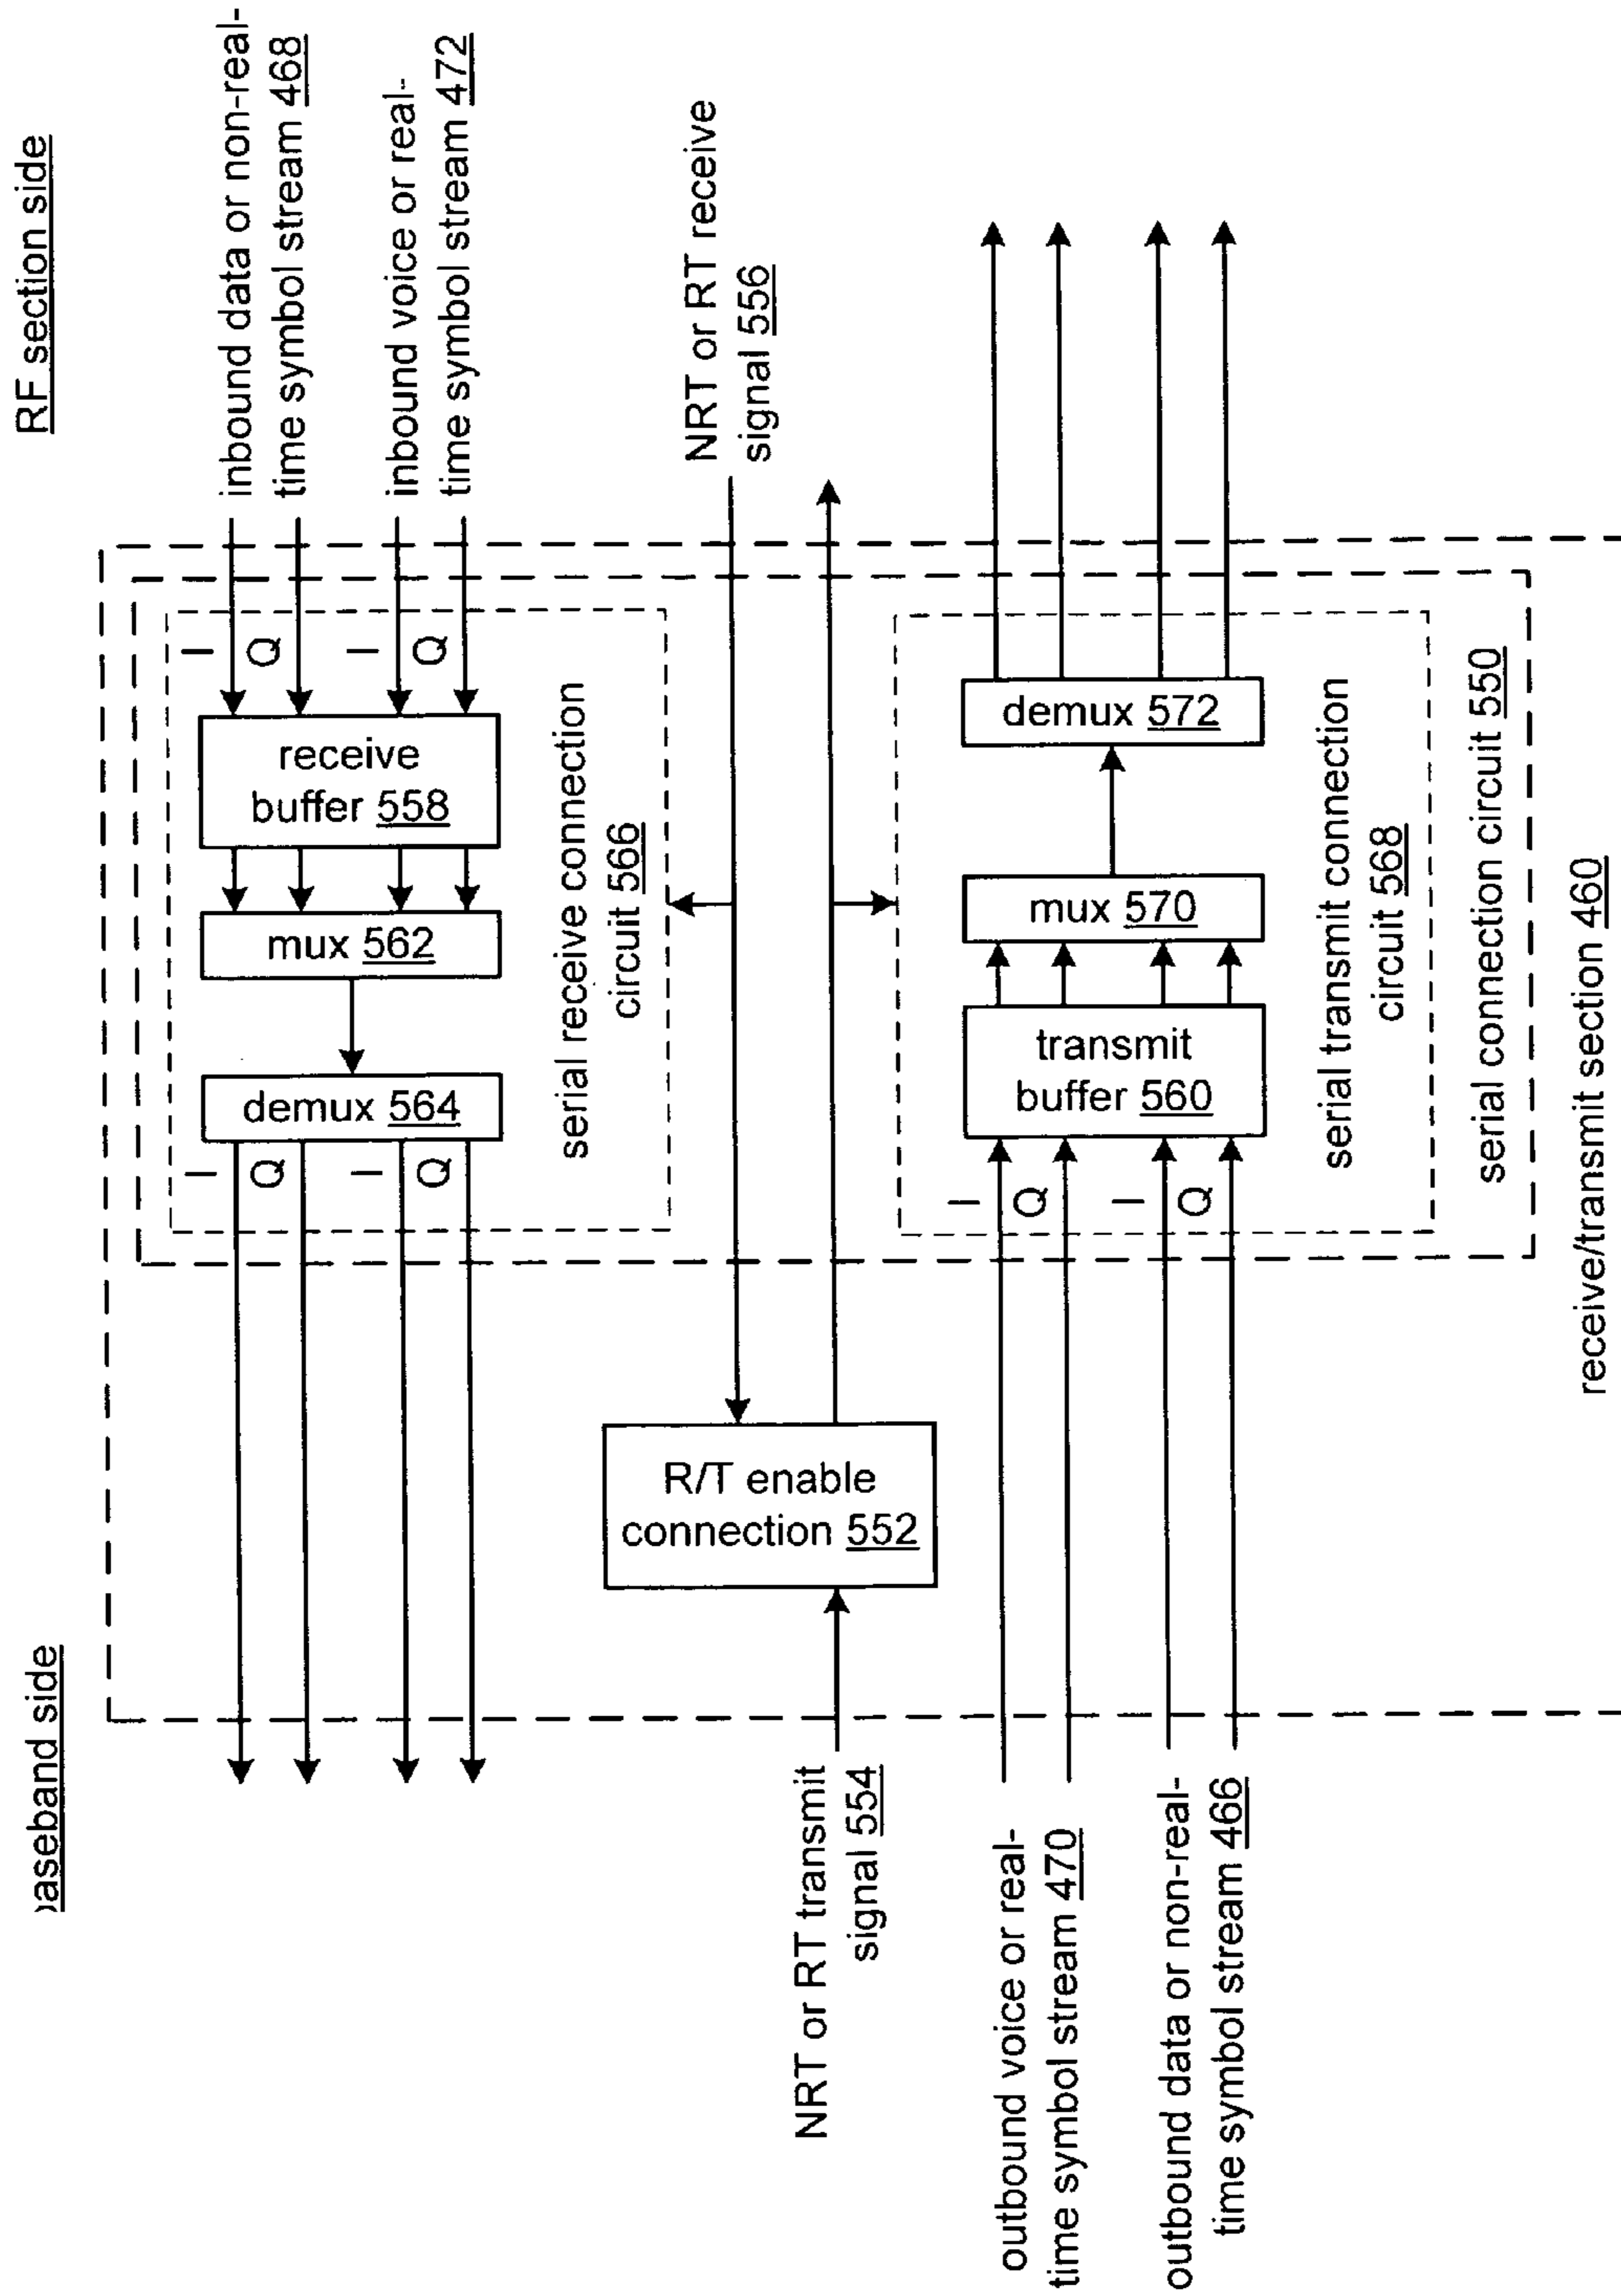 baseband side
RF section side
inbound data or non-real-
time symbol stream 468
inbound voice or real-
time symbol stream 472
I
Q
I
Q
receive
buffer 558
mux 562
demux 564
I
Q
I
Q
serial receive connection
circuit 566
NRT or RT receive
signal 556
R/T enable
connection 552
NRT or RT transmit
signal 554
outbound voice or real-
time symbol stream 470
outbound data or non-real-
time symbol stream 466
I
Q
I
Q
transmit
buffer 560
mux 570
demux 572
serial transmit connection
circuit 568
serial connection circuit 550
receive/transmit section 460